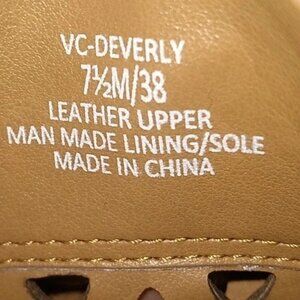 VC-DEVERLY
7½M/38
LEATHER UPPER
MAN MADE LINING/SOLE
MADE IN CHINA